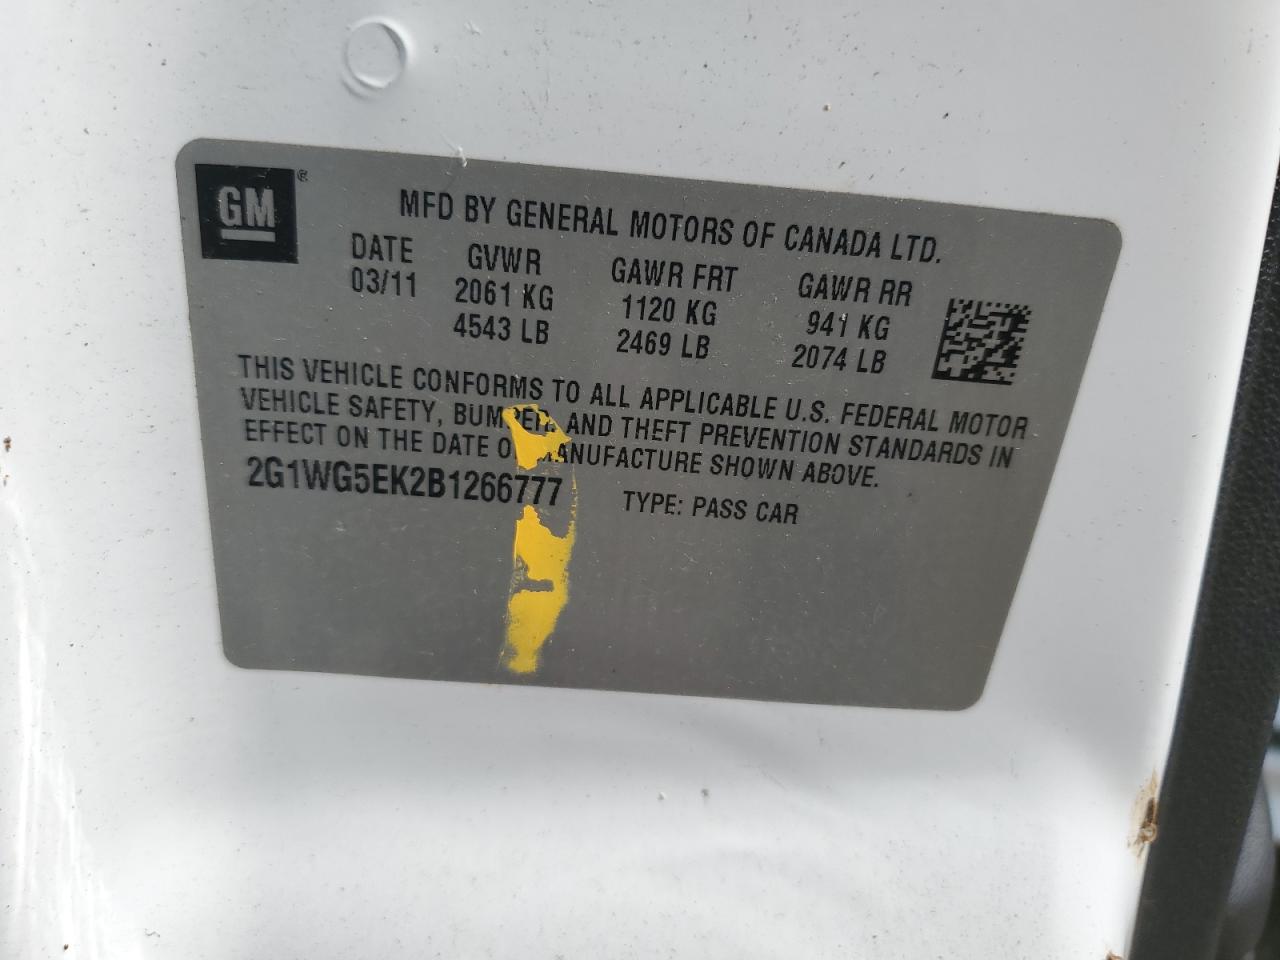 GM®
MFD BY GENERAL MOTORS OF CANADA LTD.
DATE GVWR GAWR FRT GAWR RR
03/11 2061 KG 1120 KG 941 KG
4543 LB 2469 LB 2074 LB
THIS VEHICLE CONFORMS TO ALL APPLICABLE U.S. FEDERAL MOTOR
VEHICLE SAFETY, BUMPER, AND THEFT PREVENTION STANDARDS IN
EFFECT ON THE DATE OF MANUFACTURE SHOWN ABOVE.
2G1WG5EK2B1266777 TYPE: PASS CAR